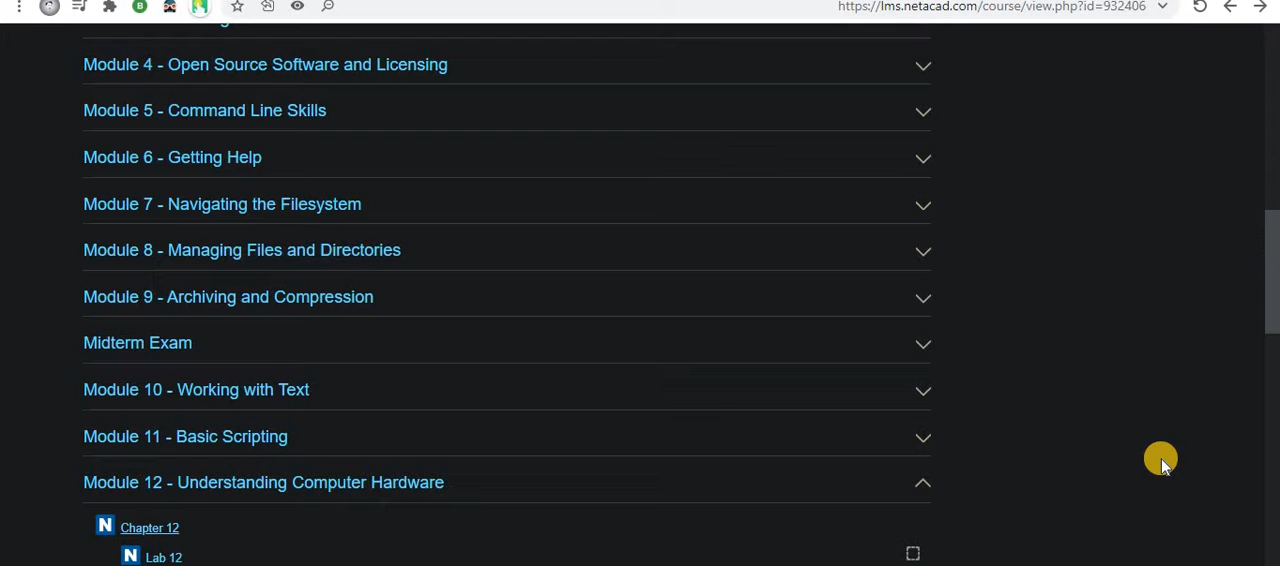 https://lms.netacad.com/course/view.php?id=932406
Module 4 - Open Source Software and Licensing
Module 5 - Command Line Skills
Module 6 - Getting Help
Module 7 - Navigating the Filesystem
Module 8 - Managing Files and Directories
Module 9 - Archiving and Compression
Midterm Exam
Module 10 - Working with Text
Module 11 - Basic Scripting
Module 12 - Understanding Computer Hardware
N Chapter 12
N Lab 12